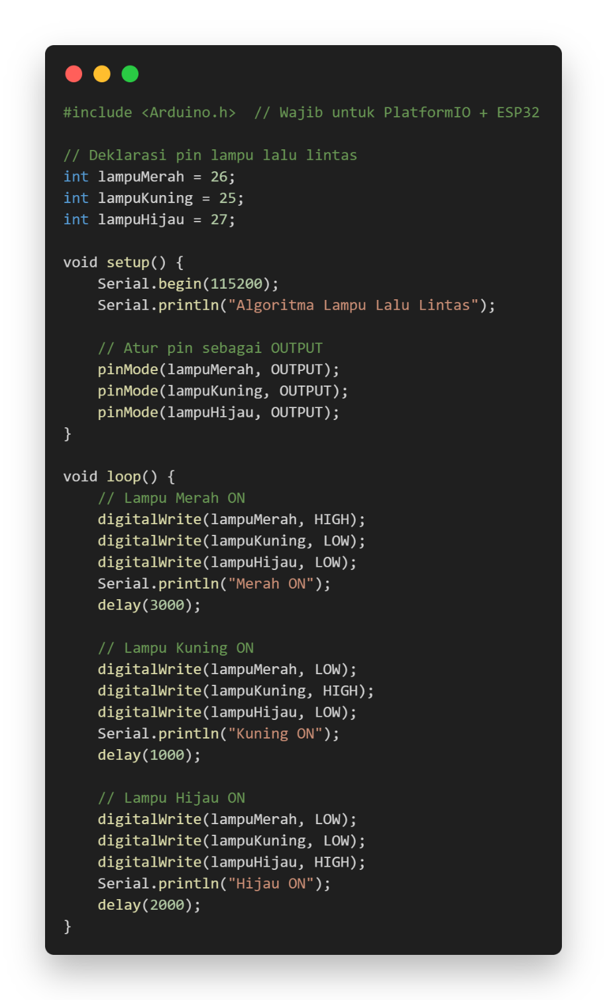 #include <Arduino.h>  // Wajib untuk PlatformIO + ESP32

// Deklarasi pin lampu lalu lintas
int lampuMerah = 26;
int lampuKuning = 25;
int lampuHijau = 27;

void setup() {
    Serial.begin(115200);
    Serial.println("Algoritma Lampu Lalu Lintas");

    // Atur pin sebagai OUTPUT
    pinMode(lampuMerah, OUTPUT);
    pinMode(lampuKuning, OUTPUT);
    pinMode(lampuHijau, OUTPUT);
}

void loop() {
    // Lampu Merah ON
    digitalWrite(lampuMerah, HIGH);
    digitalWrite(lampuKuning, LOW);
    digitalWrite(lampuHijau, LOW);
    Serial.println("Merah ON");
    delay(3000);

    // Lampu Kuning ON
    digitalWrite(lampuMerah, LOW);
    digitalWrite(lampuKuning, HIGH);
    digitalWrite(lampuHijau, LOW);
    Serial.println("Kuning ON");
    delay(1000);

    // Lampu Hijau ON
    digitalWrite(lampuMerah, LOW);
    digitalWrite(lampuKuning, LOW);
    digitalWrite(lampuHijau, HIGH);
    Serial.println("Hijau ON");
    delay(2000);
}